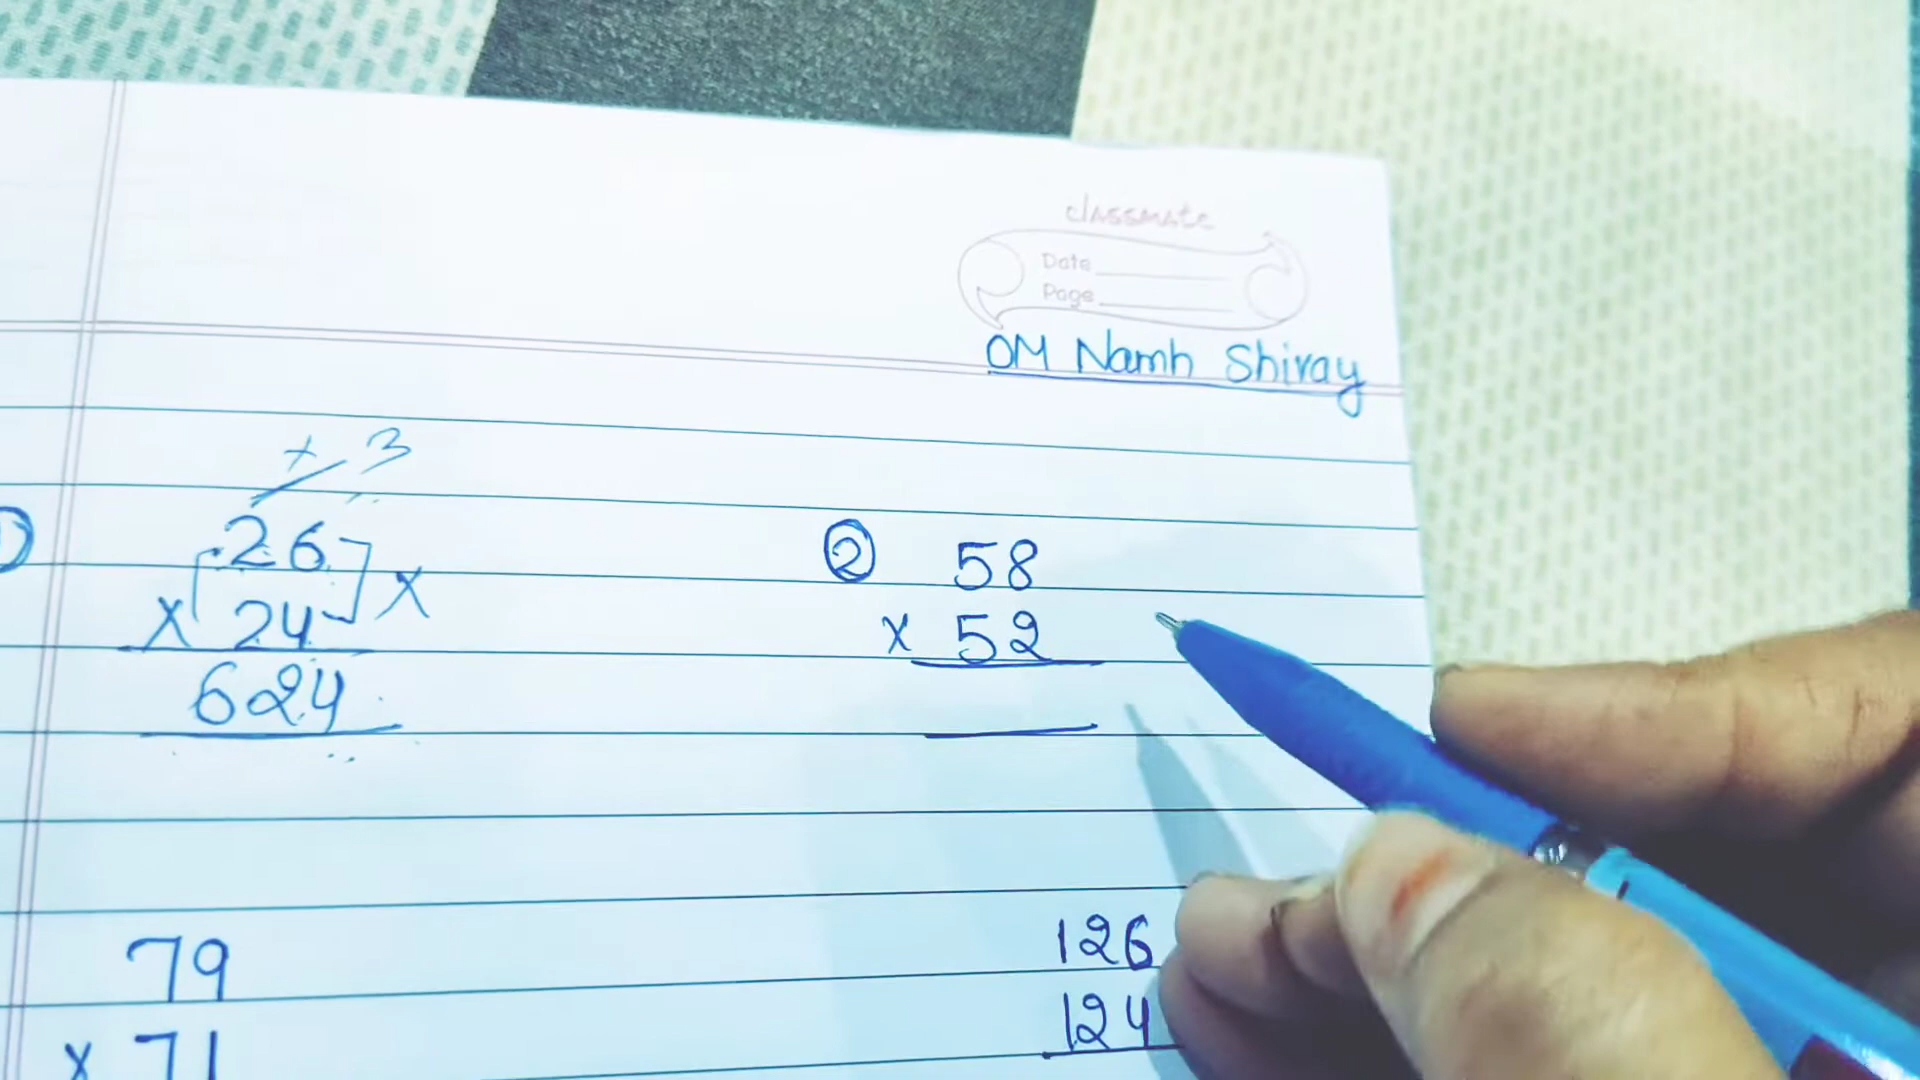 classmate
Date
Page
OM Namh Shivay
+ 3
26
× 24 ×
624
② 58
× 52
79
× 71
126
124